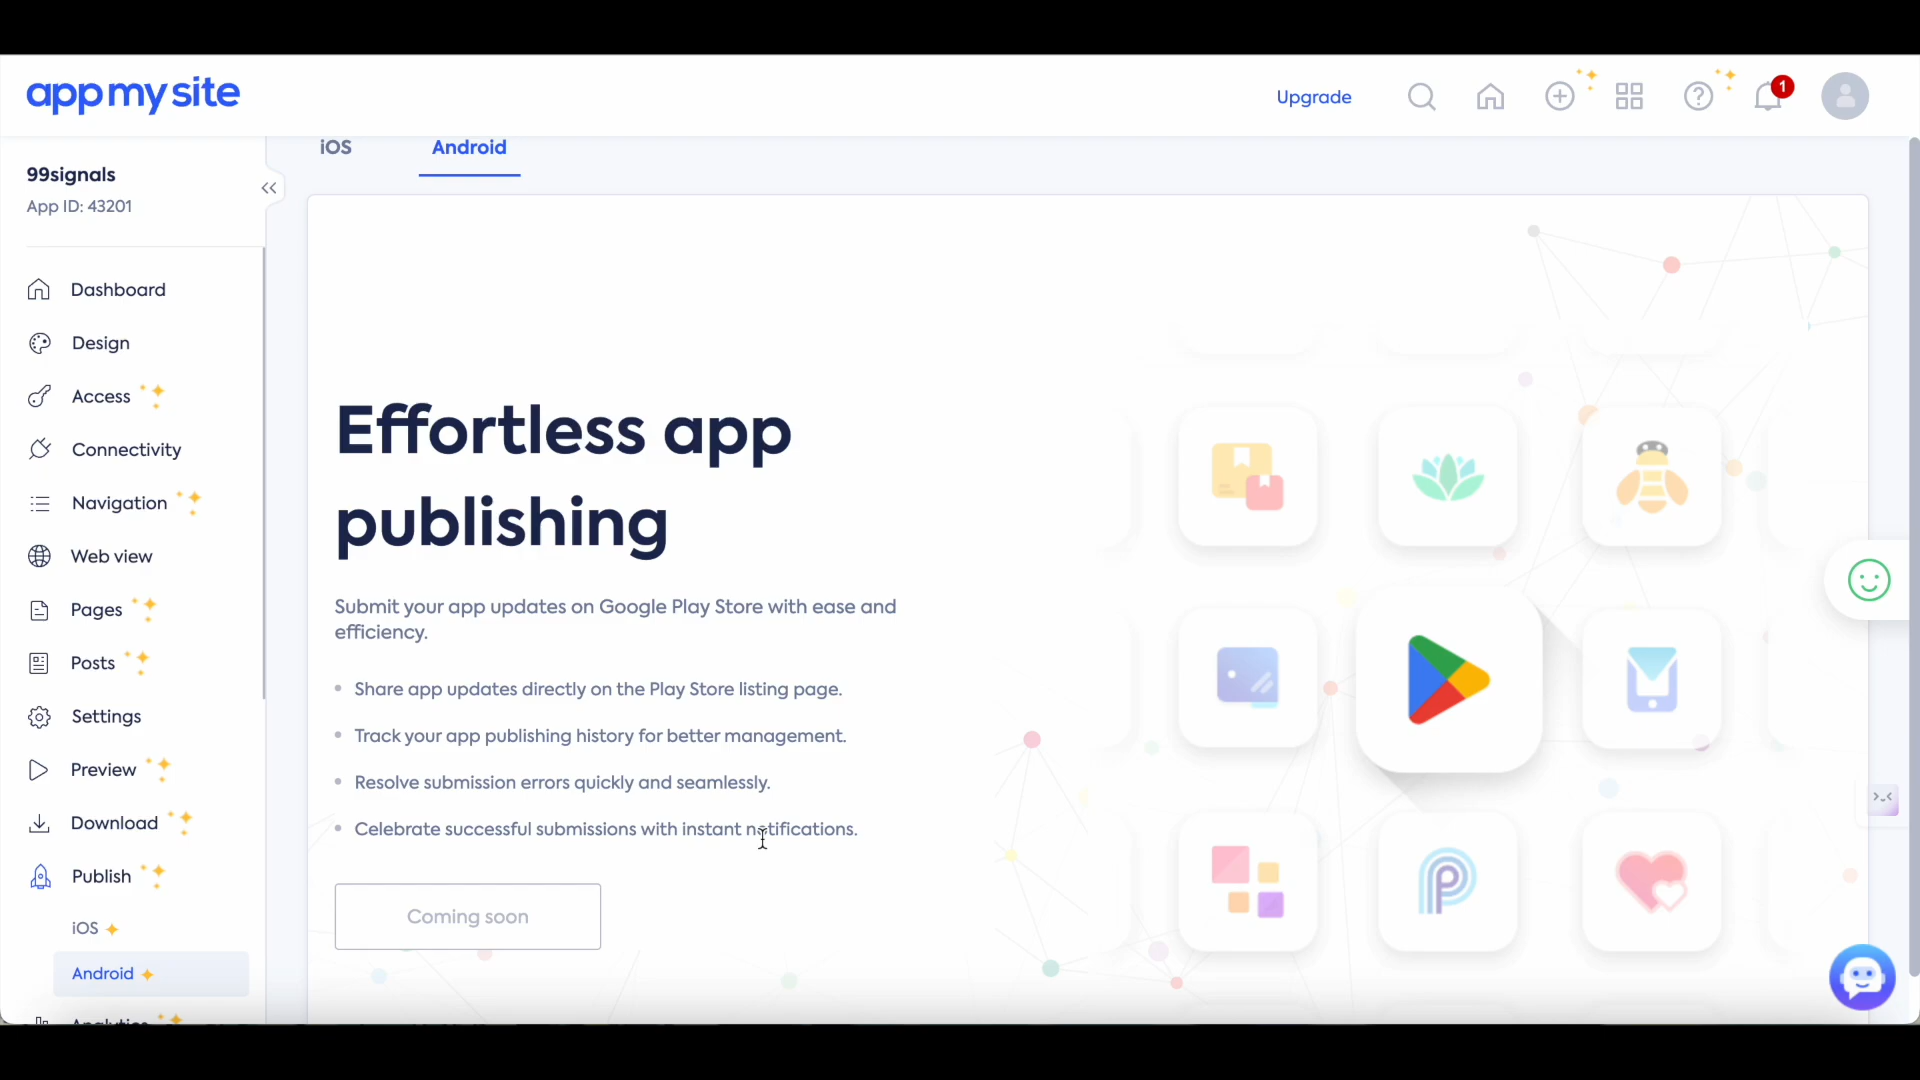 appmysite
Upgrade
1
99signals
App ID: 43201
Dashboard
Design
Access
Connectivity
Navigation
Web view
Pages
Posts
Settings
Preview
Download
Publish
iOS
Android
Analytics
iOS
Android
Effortless app
publishing
Submit your app updates on Google Play Store with ease and
efficiency.
• Share app updates directly on the Play Store listing page.
• Track your app publishing history for better management.
• Resolve submission errors quickly and seamlessly.
• Celebrate successful submissions with instant notifications.
Coming soon